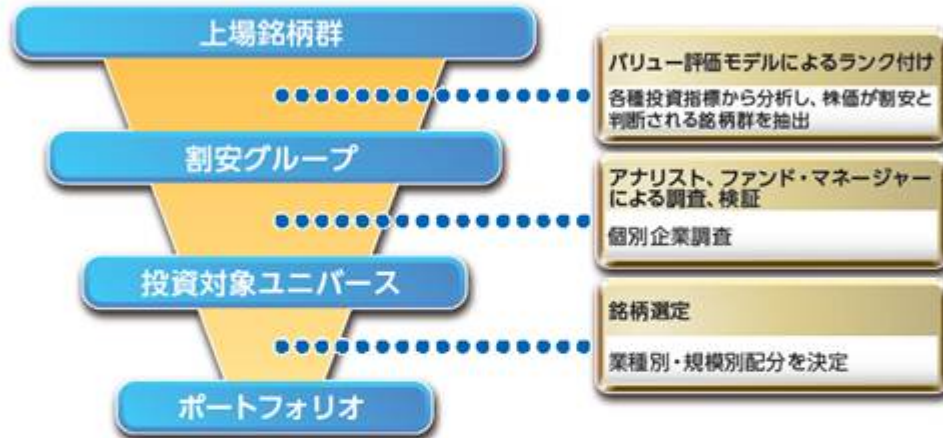 上場銘柄群
バリュー評価モデルによるランク付け
各種投資指標から分析し、株価が割安と
判断される銘柄群を抽出
割安グループ
アナリスト、ファンド・マネージャー
による調査、検証
個別企業調査
投資対象ユニバース
銘柄選定
業種別・規模別配分を決定
ポートフォリオ